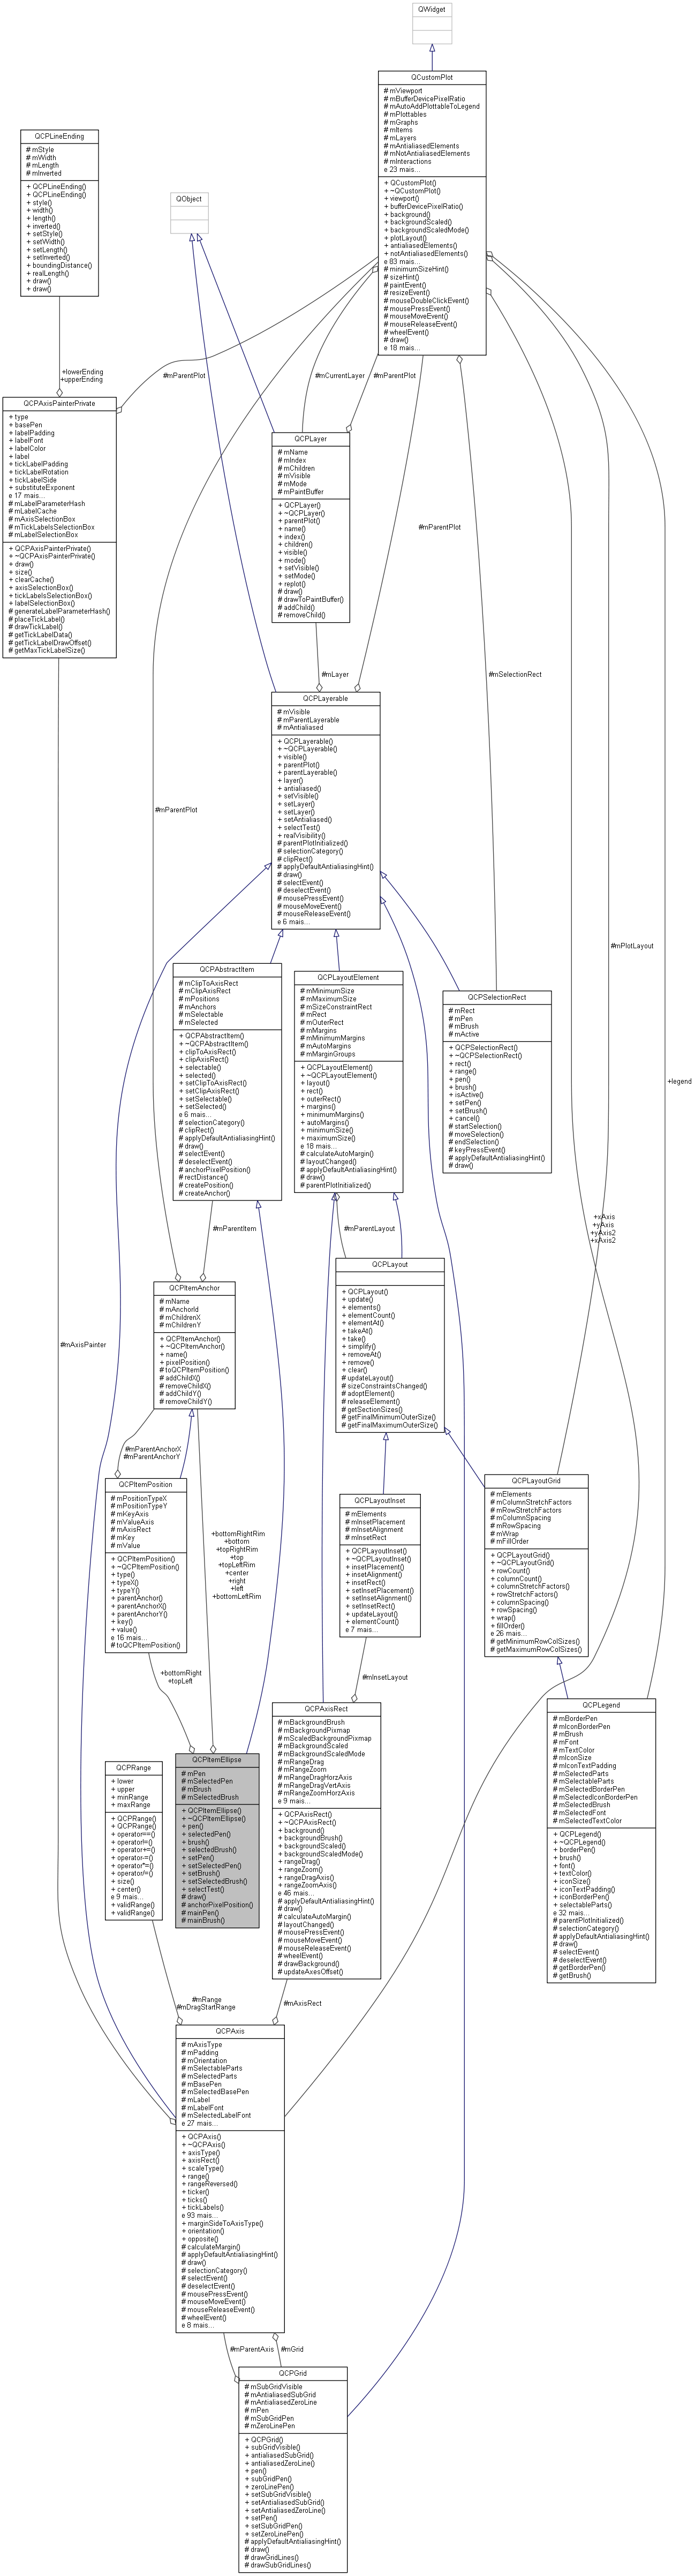 QWidget
QCustomPlot
# mViewport
# mBufferDevicePixelRatio
# mAutoAddPlottableToLegend
# mPlottables
# mGraphs
# mItems
# mLayers
# mAntialiasedElements
# mNotAntialiasedElements
# mInteractions
e 23 mais...
+ QCustomPlot()
+ ~QCustomPlot()
+ viewport()
+ bufferDevicePixelRatio()
+ background()
+ backgroundScaled()
+ backgroundScaledMode()
+ plotLayout()
+ antialiasedElements()
+ notAntialiasedElements()
e 83 mais...
# minimumSizeHint()
# sizeHint()
# paintEvent()
# resizeEvent()
# mouseDoubleClickEvent()
# mousePressEvent()
# mouseMoveEvent()
# mouseReleaseEvent()
# wheelEvent()
# draw()
e 18 mais...
QCPLineEnding
# mStyle
# mWidth
# mLength
# mInverted
+ QCPLineEnding()
+ QCPLineEnding()
+ style()
+ width()
+ length()
+ inverted()
+ setStyle()
+ setWidth()
+ setLength()
+ setInverted()
+ boundingDistance()
+ realLength()
+ draw()
+ draw()
QObject
+lowerEnding
+upperEnding
#mParentPlot
#mCurrentLayer
#mParentPlot
QCPAxisPainterPrivate
+ type
+ basePen
+ labelPadding
+ labelFont
+ labelColor
+ label
+ tickLabelPadding
+ tickLabelRotation
+ tickLabelSide
+ substituteExponent
e 17 mais...
# mLabelParameterHash
# mLabelCache
# mAxisSelectionBox
# mTickLabelsSelectionBox
# mLabelSelectionBox
+ QCPAxisPainterPrivate()
+ ~QCPAxisPainterPrivate()
+ draw()
+ size()
+ clearCache()
+ axisSelectionBox()
+ tickLabelsSelectionBox()
+ labelSelectionBox()
# generateLabelParameterHash()
# placeTickLabel()
# drawTickLabel()
# getTickLabelData()
# getTickLabelDrawOffset()
# getMaxTickLabelSize()
QCPLayer
# mName
# mIndex
# mChildren
# mVisible
# mMode
# mPaintBuffer
+ QCPLayer()
+ ~QCPLayer()
+ parentPlot()
+ name()
+ index()
+ children()
+ visible()
+ mode()
+ setVisible()
+ setMode()
+ replot()
# draw()
# drawToPaintBuffer()
# addChild()
# removeChild()
#mParentPlot
#mLayer
#mSelectionRect
QCPLayerable
# mVisible
# mParentLayerable
# mAntialiased
+ QCPLayerable()
+ ~QCPLayerable()
+ visible()
+ parentPlot()
+ parentLayerable()
+ layer()
+ antialiased()
+ setVisible()
+ setLayer()
+ setLayer()
+ setAntialiased()
+ selectTest()
+ realVisibility()
# parentPlotInitialized()
# selectionCategory()
# clipRect()
# applyDefaultAntialiasingHint()
# draw()
# selectEvent()
# deselectEvent()
# mousePressEvent()
# mouseMoveEvent()
# mouseReleaseEvent()
e 6 mais...
#mParentPlot
#mPlotLayout
QCPAbstractItem
# mClipToAxisRect
# mClipAxisRect
# mPositions
# mAnchors
# mSelectable
# mSelected
+ QCPAbstractItem()
+ ~QCPAbstractItem()
+ clipToAxisRect()
+ clipAxisRect()
+ selectable()
+ selected()
+ setClipToAxisRect()
+ setClipAxisRect()
+ setSelectable()
+ setSelected()
e 6 mais...
# selectionCategory()
# clipRect()
# applyDefaultAntialiasingHint()
# draw()
# selectEvent()
# deselectEvent()
# anchorPixelPosition()
# rectDistance()
# createPosition()
# createAnchor()
QCPLayoutElement
# mMinimumSize
# mMaximumSize
# mSizeConstraintRect
# mRect
# mOuterRect
# mMargins
# mMinimumMargins
# mAutoMargins
# mMarginGroups
+ QCPLayoutElement()
+ ~QCPLayoutElement()
+ layout()
+ rect()
+ outerRect()
+ margins()
+ minimumMargins()
+ autoMargins()
+ minimumSize()
+ maximumSize()
e 18 mais...
# calculateAutoMargin()
# layoutChanged()
# applyDefaultAntialiasingHint()
# draw()
# parentPlotInitialized()
QCPSelectionRect
# mRect
# mPen
# mBrush
# mActive
+ QCPSelectionRect()
+ ~QCPSelectionRect()
+ rect()
+ range()
+ pen()
+ brush()
+ isActive()
+ setPen()
+ setBrush()
+ cancel()
# startSelection()
# moveSelection()
# endSelection()
# keyPressEvent()
# applyDefaultAntialiasingHint()
# draw()
+legend
+xAxis
+yAxis
+yAxis2
+xAxis2
#mParentItem
#mParentLayout
#mAxisPainter
QCPItemAnchor
# mName
# mAnchorId
# mChildrenX
# mChildrenY
+ QCPItemAnchor()
+ ~QCPItemAnchor()
+ name()
+ pixelPosition()
# toQCPItemPosition()
# addChildX()
# removeChildX()
# addChildY()
# removeChildY()
QCPLayout
+ QCPLayout()
+ update()
+ elements()
+ elementCount()
+ elementAt()
+ takeAt()
+ take()
+ simplify()
+ removeAt()
+ remove()
+ clear()
# updateLayout()
# sizeConstraintsChanged()
# adoptElement()
# releaseElement()
# getSectionSizes()
# getFinalMinimumOuterSize()
# getFinalMaximumOuterSize()
#mParentAnchorX
#mParentAnchorY
QCPItemPosition
# mPositionTypeX
# mPositionTypeY
# mKeyAxis
# mValueAxis
# mAxisRect
# mKey
# mValue
+ QCPItemPosition()
+ ~QCPItemPosition()
+ type()
+ typeX()
+ typeY()
+ parentAnchor()
+ parentAnchorX()
+ parentAnchorY()
+ key()
+ value()
e 16 mais...
# toQCPItemPosition()
+bottomRightRim
+bottom
+topRightRim
+top
+topLeftRim
+center
+right
+left
+bottomLeftRim
QCPLayoutInset
# mElements
# mInsetPlacement
# mInsetAlignment
# mInsetRect
+ QCPLayoutInset()
+ ~QCPLayoutInset()
+ insetPlacement()
+ insetAlignment()
+ insetRect()
+ setInsetPlacement()
+ setInsetAlignment()
+ setInsetRect()
+ updateLayout()
+ elementCount()
e 7 mais...
QCPLayoutGrid
# mElements
# mColumnStretchFactors
# mRowStretchFactors
# mColumnSpacing
# mRowSpacing
# mWrap
# mFillOrder
+ QCPLayoutGrid()
+ ~QCPLayoutGrid()
+ rowCount()
+ columnCount()
+ columnStretchFactors()
+ rowStretchFactors()
+ columnSpacing()
+ rowSpacing()
+ wrap()
+ fillOrder()
e 26 mais...
# getMinimumRowColSizes()
# getMaximumRowColSizes()
+bottomRight
+topLeft
#mInsetLayout
QCPRange
+ lower
+ upper
+ minRange
+ maxRange
+ QCPRange()
+ QCPRange()
+ operator==()
+ operator!=()
+ operator+=()
+ operator-=()
+ operator*=()
+ operator/=()
+ size()
+ center()
e 9 mais...
+ validRange()
+ validRange()
QCPItemEllipse
# mPen
# mSelectedPen
# mBrush
# mSelectedBrush
+ QCPItemEllipse()
+ ~QCPItemEllipse()
+ pen()
+ selectedPen()
+ brush()
+ selectedBrush()
+ setPen()
+ setSelectedPen()
+ setBrush()
+ setSelectedBrush()
+ selectTest()
# draw()
# anchorPixelPosition()
# mainPen()
# mainBrush()
QCPAxisRect
# mBackgroundBrush
# mBackgroundPixmap
# mScaledBackgroundPixmap
# mBackgroundScaled
# mBackgroundScaledMode
# mRangeDrag
# mRangeZoom
# mRangeDragHorzAxis
# mRangeDragVertAxis
# mRangeZoomHorzAxis
e 9 mais...
+ QCPAxisRect()
+ ~QCPAxisRect()
+ background()
+ backgroundBrush()
+ backgroundScaled()
+ backgroundScaledMode()
+ rangeDrag()
+ rangeZoom()
+ rangeDragAxis()
+ rangeZoomAxis()
e 46 mais...
# applyDefaultAntialiasingHint()
# draw()
# calculateAutoMargin()
# layoutChanged()
# mousePressEvent()
# mouseMoveEvent()
# mouseReleaseEvent()
# wheelEvent()
# drawBackground()
# updateAxesOffset()
QCPLegend
# mBorderPen
# mIconBorderPen
# mBrush
# mFont
# mTextColor
# mIconSize
# mIconTextPadding
# mSelectedParts
# mSelectableParts
# mSelectedBorderPen
# mSelectedIconBorderPen
# mSelectedBrush
# mSelectedFont
# mSelectedTextColor
+ QCPLegend()
+ ~QCPLegend()
+ borderPen()
+ brush()
+ font()
+ textColor()
+ iconSize()
+ iconTextPadding()
+ iconBorderPen()
+ selectableParts()
e 32 mais...
# parentPlotInitialized()
# selectionCategory()
# applyDefaultAntialiasingHint()
# draw()
# selectEvent()
# deselectEvent()
# getBorderPen()
# getBrush()
#mRange
#mDragStartRange
#mAxisRect
QCPAxis
# mAxisType
# mPadding
# mOrientation
# mSelectableParts
# mSelectedParts
# mBasePen
# mSelectedBasePen
# mLabel
# mLabelFont
# mSelectedLabelFont
e 27 mais...
+ QCPAxis()
+ ~QCPAxis()
+ axisType()
+ axisRect()
+ scaleType()
+ range()
+ rangeReversed()
+ ticker()
+ ticks()
+ tickLabels()
e 93 mais...
+ marginSideToAxisType()
+ orientation()
+ opposite()
# calculateMargin()
# applyDefaultAntialiasingHint()
# draw()
# selectionCategory()
# selectEvent()
# deselectEvent()
# mousePressEvent()
# mouseMoveEvent()
# mouseReleaseEvent()
# wheelEvent()
e 8 mais...
#mParentAxis
#mGrid
QCPGrid
# mSubGridVisible
# mAntialiasedSubGrid
# mAntialiasedZeroLine
# mPen
# mSubGridPen
# mZeroLinePen
+ QCPGrid()
+ subGridVisible()
+ antialiasedSubGrid()
+ antialiasedZeroLine()
+ pen()
+ subGridPen()
+ zeroLinePen()
+ setSubGridVisible()
+ setAntialiasedSubGrid()
+ setAntialiasedZeroLine()
+ setPen()
+ setSubGridPen()
+ setZeroLinePen()
# applyDefaultAntialiasingHint()
# draw()
# drawGridLines()
# drawSubGridLines()